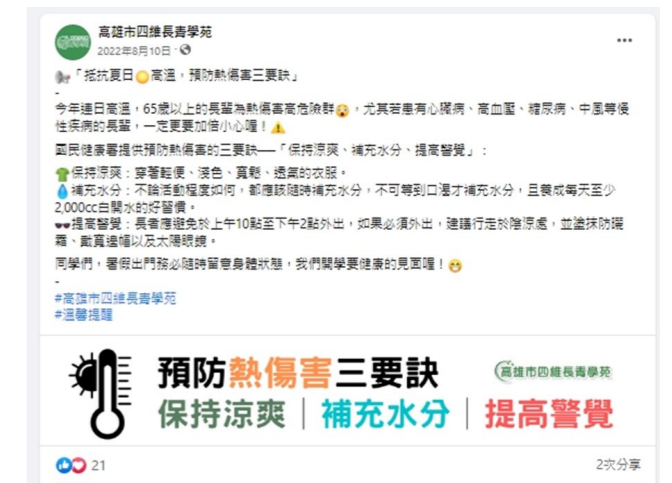 高雄市四維長青學苑
2022年8月10日
「抵抗夏日🌞高溫，預防熱傷害三要訣」
-
今年連日高溫，65歲以上的長輩為熱傷害高危險群😵，尤其若患有心臟病、高血壓、糖尿病、中風等慢
性疾病的長輩，一定更要加倍小心喔！⚠️
國民健康署提供預防熱傷害的三要訣──「保持涼爽、補充水分、提高警覺」：
👕保持涼爽：穿著輕便、淺色、寬鬆、透氣的衣服。
💧補充水分：不論活動程度如何，都應該隨時補充水分，不可等到口渴才補充水分，且養成每天至少
2,000cc白開水的好習慣。
🕶️提高警覺：長者應避免於上午10點至下午2點外出，如果必須外出，建議行走於陰涼處，並塗抹防曬
霜、戴寬邊帽以及太陽眼鏡。
同學們，暑假出門務必隨時留意身體狀態，我們開學要健康的見面喔！😁
-
#高雄市四維長青學苑
#溫馨提醒
預防熱傷害三要訣
高雄市四維長青學苑
保持涼爽｜補充水分｜提高警覺
21
2次分享